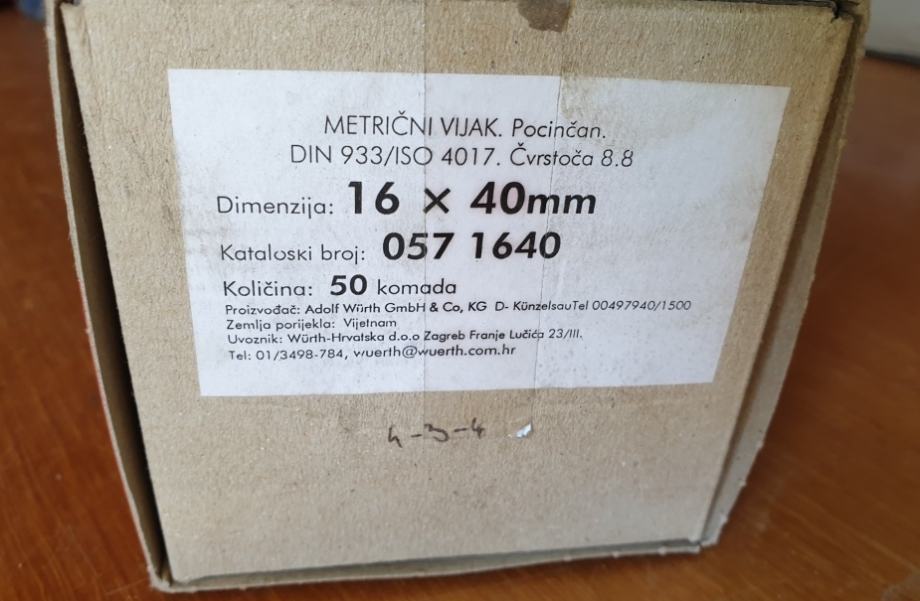 METRIČNI VIJAK. Pocinčan.
DIN 933/ISO 4017. Čvrstoča 8.8
Dimenzija: 16 × 40mm
Kataloski broj: 057 1640
Količina: 50 komada
Proizvođač: Adolf Würth GmbH & Co, KG D- KünzelsauTel 00497940/1500
Zemlja porijekla: Vijetnam
Uvoznik: Würth-Hrvatska d.o.o Zagreb Franje Lučića 23/III.
Tel: 01/3498-784, wuerth@wuerth.com.hr
4-3-4